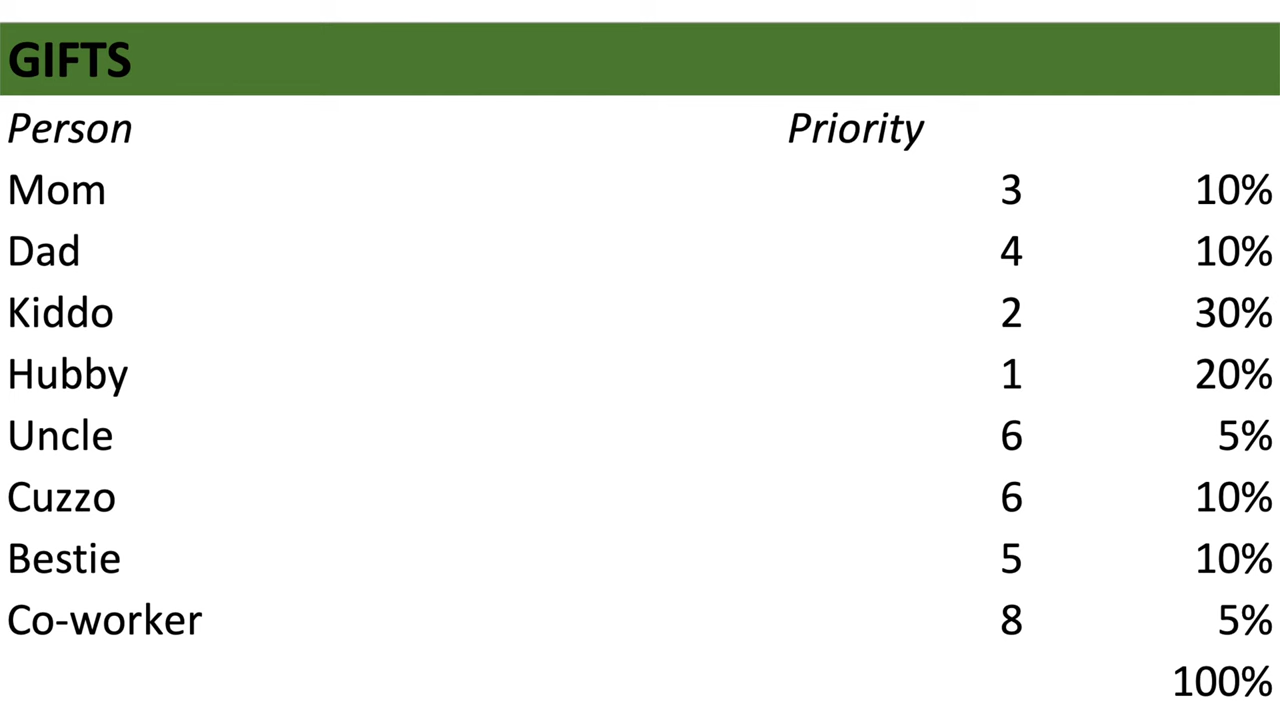 GIFTS
Person Priority
Mom 3 10%
Dad 4 10%
Kiddo 2 30%
Hubby 1 20%
Uncle 6 5%
Cuzzo 6 10%
Bestie 5 10%
Co-worker 8 5%
100%